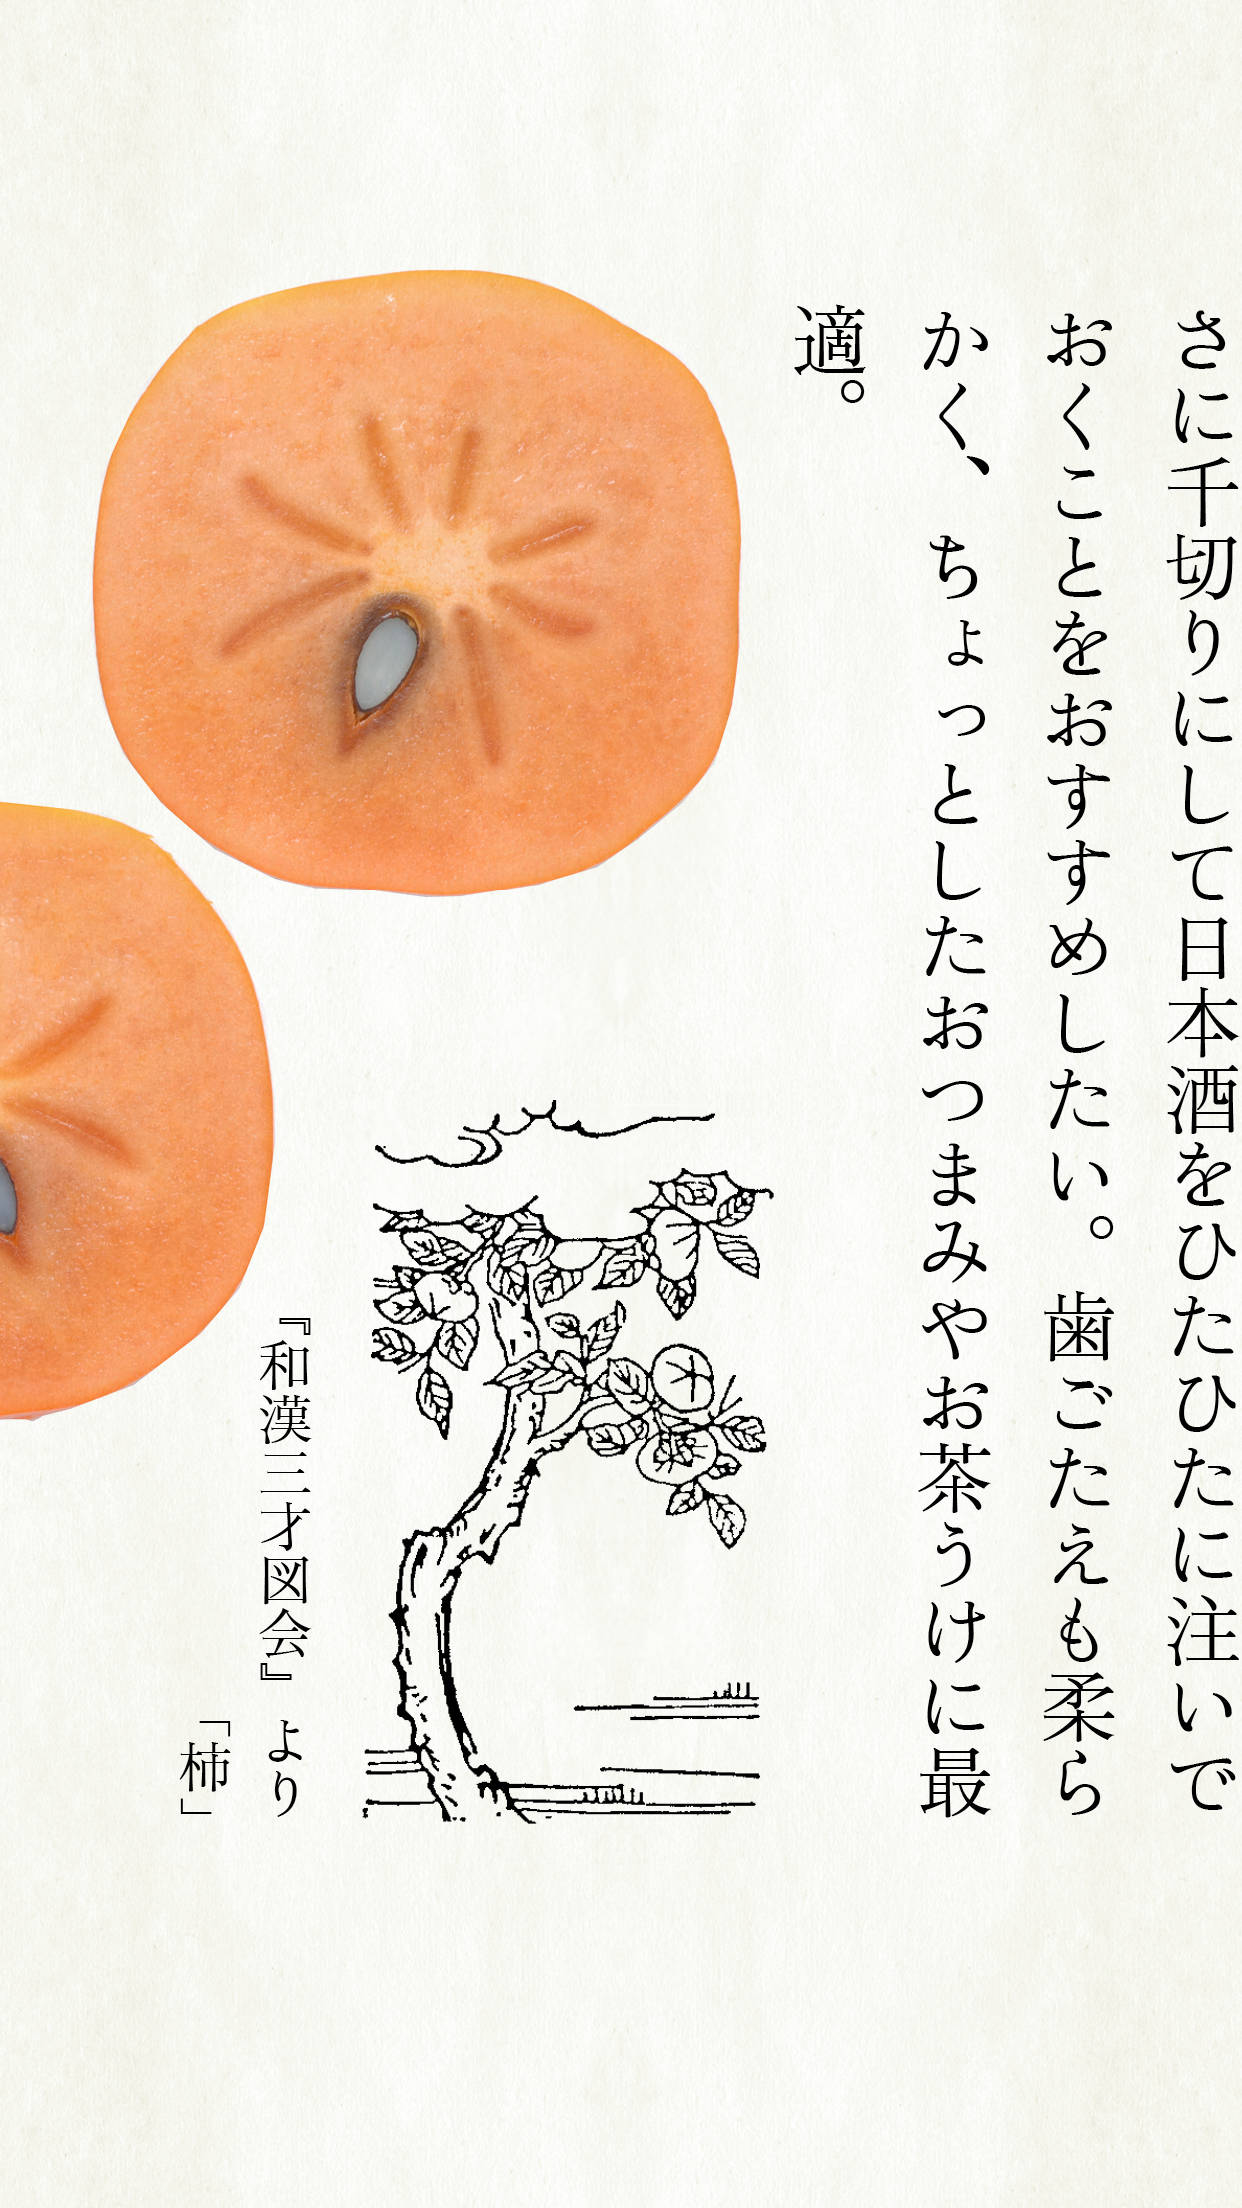 さに千切りにして日本酒をひたひたに注いで
おくことをおすすめしたい。歯ごたえも柔ら
かく、ちょっとしたおつまみやお茶うけに最
適。
『和漢三才図会』より
「柿」